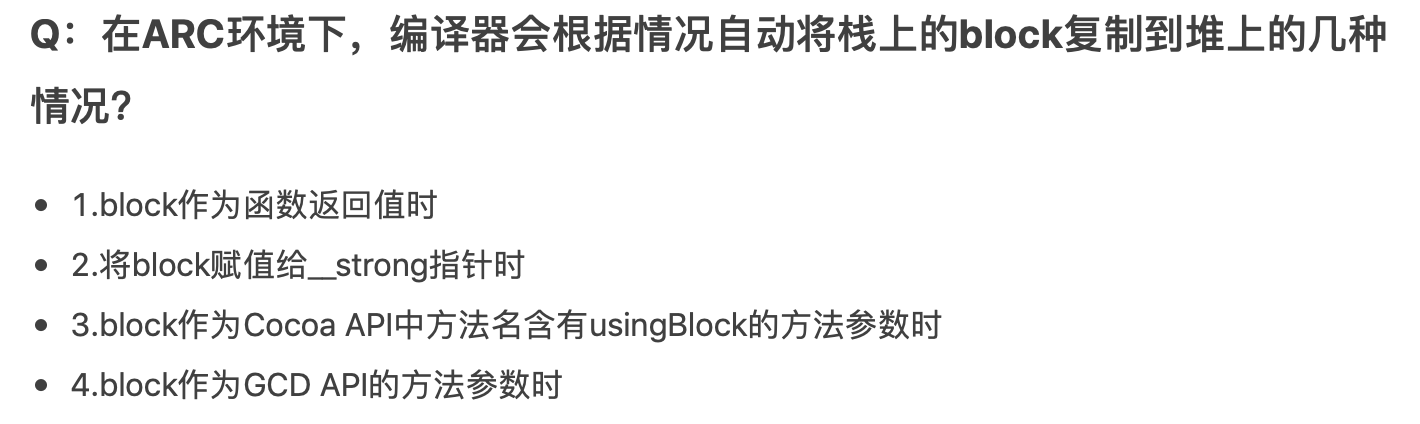 Q：在ARC环境下，编译器会根据情况自动将栈上的block复制到堆上的几种
情况?
• 1.block作为函数返回值时
• 2.将block赋值给__strong指针时
• 3.block作为Cocoa API中方法名含有usingBlock的方法参数时
• 4.block作为GCD API的方法参数时